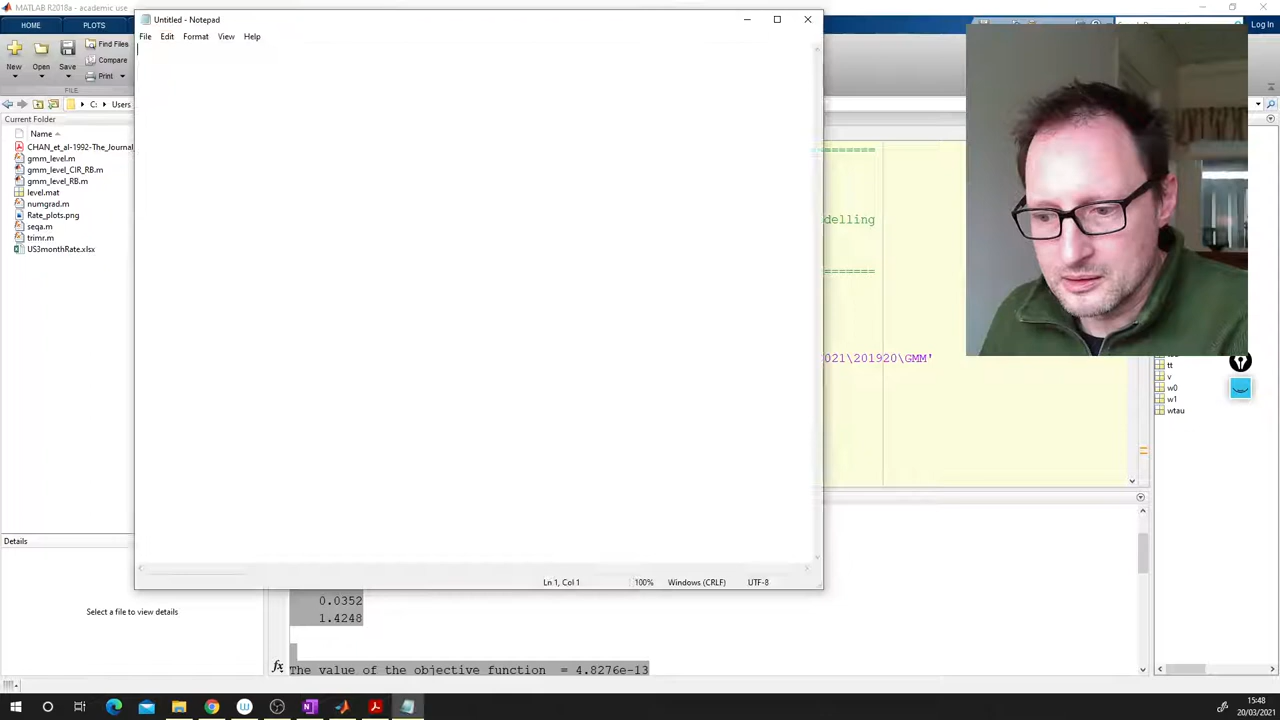 MATLAB R2018a - academic use
HOME
PLOTS
Log In
New
Open
Save
Find Files
Compare
Print
FILE
C:
Users
Current Folder
Name
CHAN_et_al-1992-The_Journal
gmm_level.m
gmm_level_CIR_RB.m
gmm_level_RB.m
level.mat
numgrad.m
Rate_plots.png
seqa.m
trimr.m
US3monthRate.xlsx
Details
Select a file to view details
Untitled - Notepad
File
Edit
Format
View
Help
Ln 1, Col 1
100%
Windows (CRLF)
UTF-8
=======
delling
=======
021\201920\GMM'
tt
v
w0
w1
wtau
0.0352
1.4248
fx
The value of the objective function  = 4.8276e-13
15:48
20/03/2021